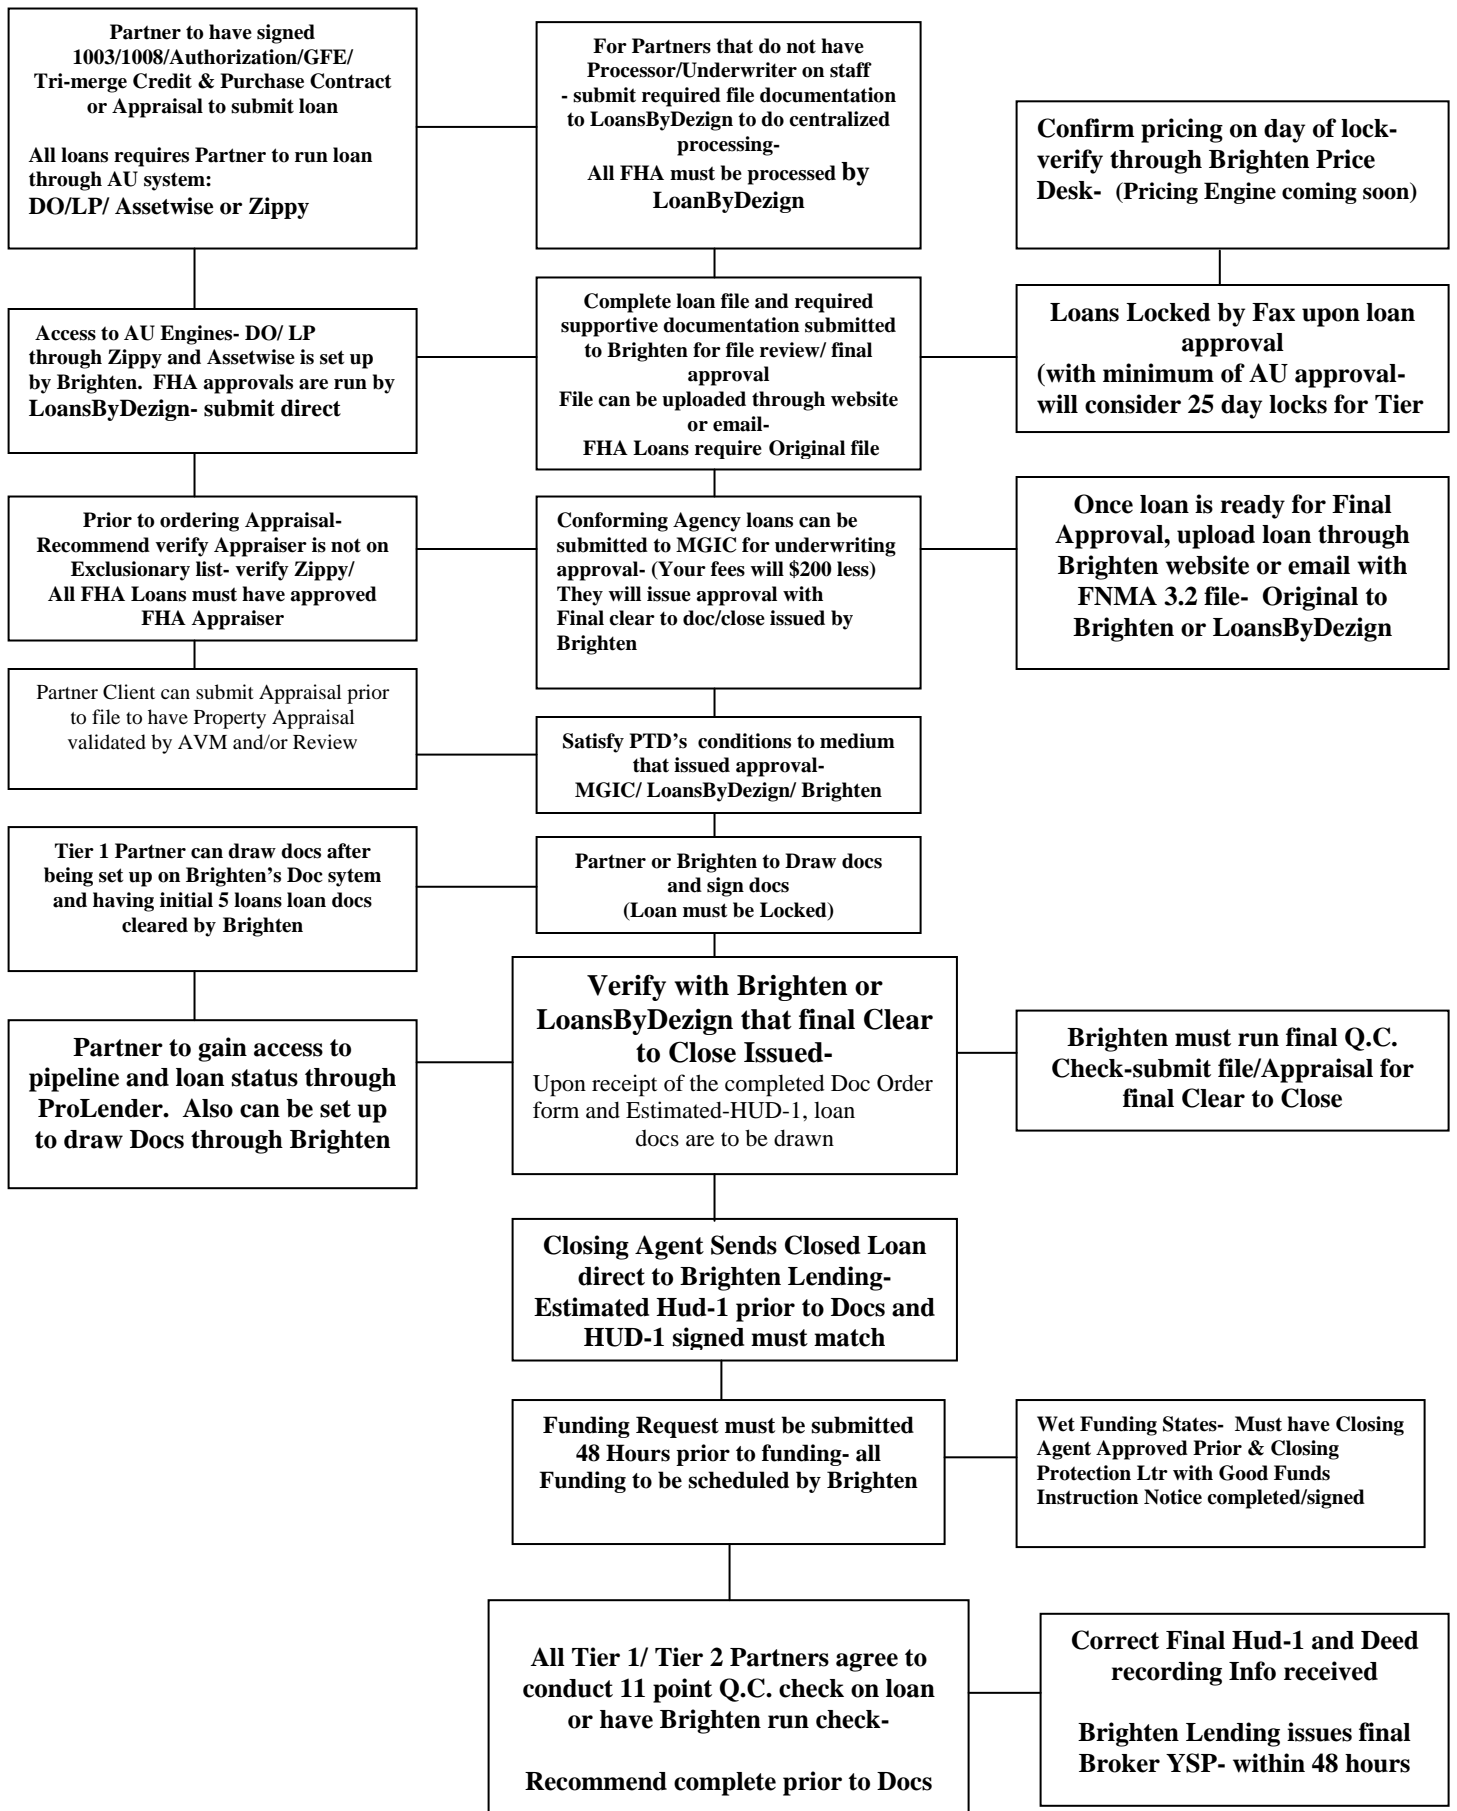 Partner to have signed
1003/1008/Authorization/GFE/
Tri-merge Credit & Purchase Contract
or Appraisal to submit loan
All loans requires Partner to run loan
through AU system:
DO/LP/ Assetwise or Zippy
For Partners that do not have
Processor/Underwriter on staff
- submit required file documentation
to LoansByDezign to do centralized
processing-
All FHA must be processed by
LoanByDezign
Confirm pricing on day of lock-
verify through Brighten Price
Desk- (Pricing Engine coming soon)
Access to AU Engines- DO/ LP
through Zippy and Assetwise is set up
by Brighten. FHA approvals are run by
LoansByDezign- submit direct
Complete loan file and required
supportive documentation submitted
to Brighten for file review/ final
approval
File can be uploaded through website
or email-
FHA Loans require Original file
Loans Locked by Fax upon loan
approval
(with minimum of AU approval-
will consider 25 day locks for Tier
Prior to ordering Appraisal-
Recommend verify Appraiser is not on
Exclusionary list- verify Zippy/
All FHA Loans must have approved
FHA Appraiser
Conforming Agency loans can be
submitted to MGIC for underwriting
approval- (Your fees will $200 less)
They will issue approval with
Final clear to doc/close issued by
Brighten
Once loan is ready for Final
Approval, upload loan through
Brighten website or email with
FNMA 3.2 file- Original to
Brighten or LoansByDezign
Partner Client can submit Appraisal prior
to file to have Property Appraisal
validated by AVM and/or Review
Satisfy PTD's conditions to medium
that issued approval-
MGIC/ LoansByDezign/ Brighten
Tier 1 Partner can draw docs after
being set up on Brighten's Doc sytem
and having initial 5 loans loan docs
cleared by Brighten
Partner or Brighten to Draw docs
and sign docs
(Loan must be Locked)
Partner to gain access to
pipeline and loan status through
ProLender. Also can be set up
to draw Docs through Brighten
Verify with Brighten or
LoansByDezign that final Clear
to Close Issued-
Upon receipt of the completed Doc Order
form and Estimated-HUD-1, loan
docs are to be drawn
Brighten must run final Q.C.
Check-submit file/Appraisal for
final Clear to Close
Closing Agent Sends Closed Loan
direct to Brighten Lending-
Estimated Hud-1 prior to Docs and
HUD-1 signed must match
Funding Request must be submitted
48 Hours prior to funding- all
Funding to be scheduled by Brighten
Wet Funding States- Must have Closing
Agent Approved Prior & Closing
Protection Ltr with Good Funds
Instruction Notice completed/signed
All Tier 1/ Tier 2 Partners agree to
conduct 11 point Q.C. check on loan
or have Brighten run check-
Recommend complete prior to Docs
Correct Final Hud-1 and Deed
recording Info received
Brighten Lending issues final
Broker YSP- within 48 hours